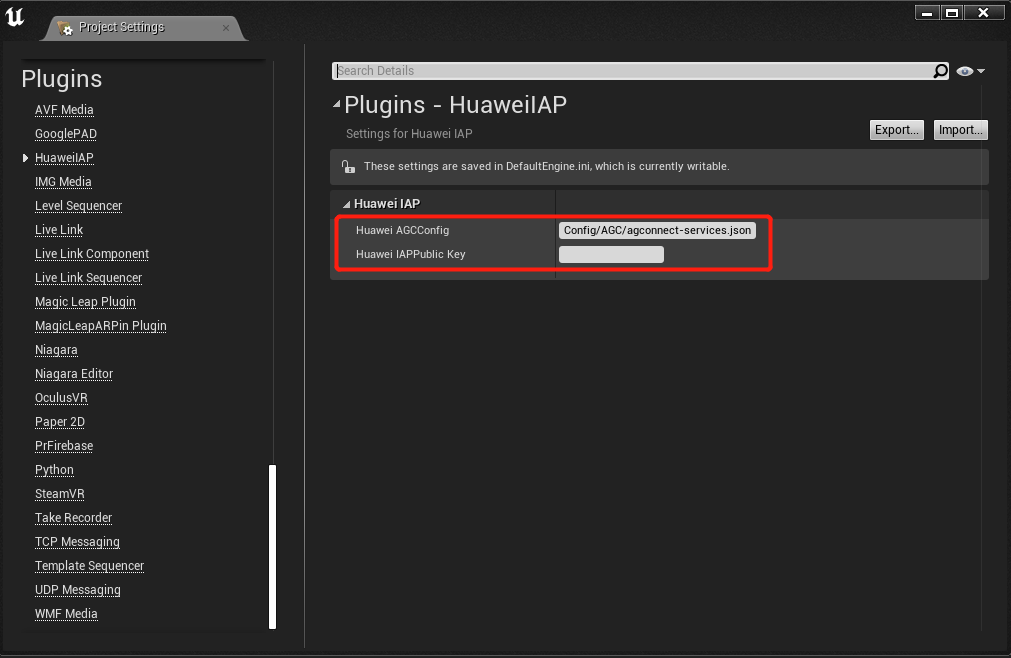 Project Settings
Plugins
AVF Media
GooglePAD
HuaweiIAP
IMG Media
Level Sequencer
Live Link
Live Link Component
Live Link Sequencer
Magic Leap Plugin
MagicLeapARPin Plugin
Niagara
Niagara Editor
OculusVR
Paper 2D
PrFirebase
Python
SteamVR
Take Recorder
TCP Messaging
Template Sequencer
UDP Messaging
WMF Media
Search Details
Plugins - HuaweiIAP
Settings for Huawei IAP
Export... Import...
These settings are saved in DefaultEngine.ini, which is currently writable.
Huawei IAP
Huawei AGCConfig Config/AGC/agconnect-services.json
Huawei IAPPublic Key